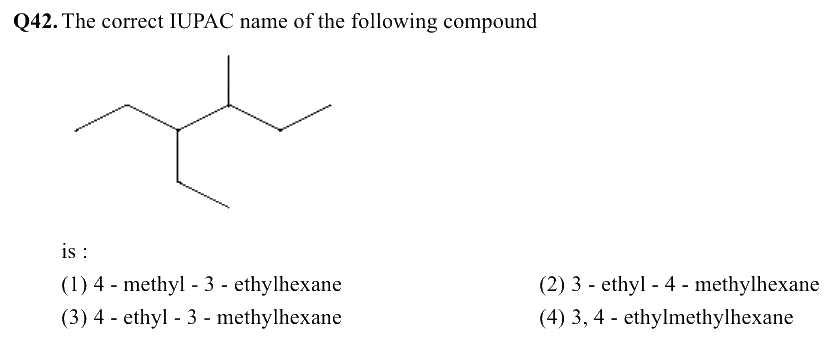 Q42. The correct IUPAC name of the following compound
is :
(1) 4 - methyl - 3 - ethylhexane (2) 3 - ethyl - 4 - methylhexane
(3) 4 - ethyl - 3 - methylhexane (4) 3, 4 - ethylmethylhexane